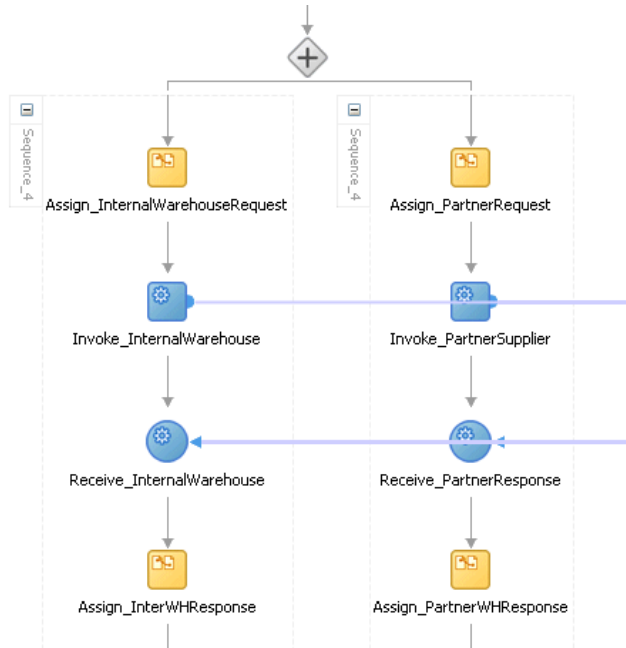 Sequence_4
Sequence_4
Assign_InternalWarehouseRequest
Assign_PartnerRequest
Invoke_InternalWarehouse
Invoke_PartnerSupplier
Receive_InternalWarehouse
Receive_PartnerResponse
Assign_InterWHResponse
Assign_PartnerWHResponse